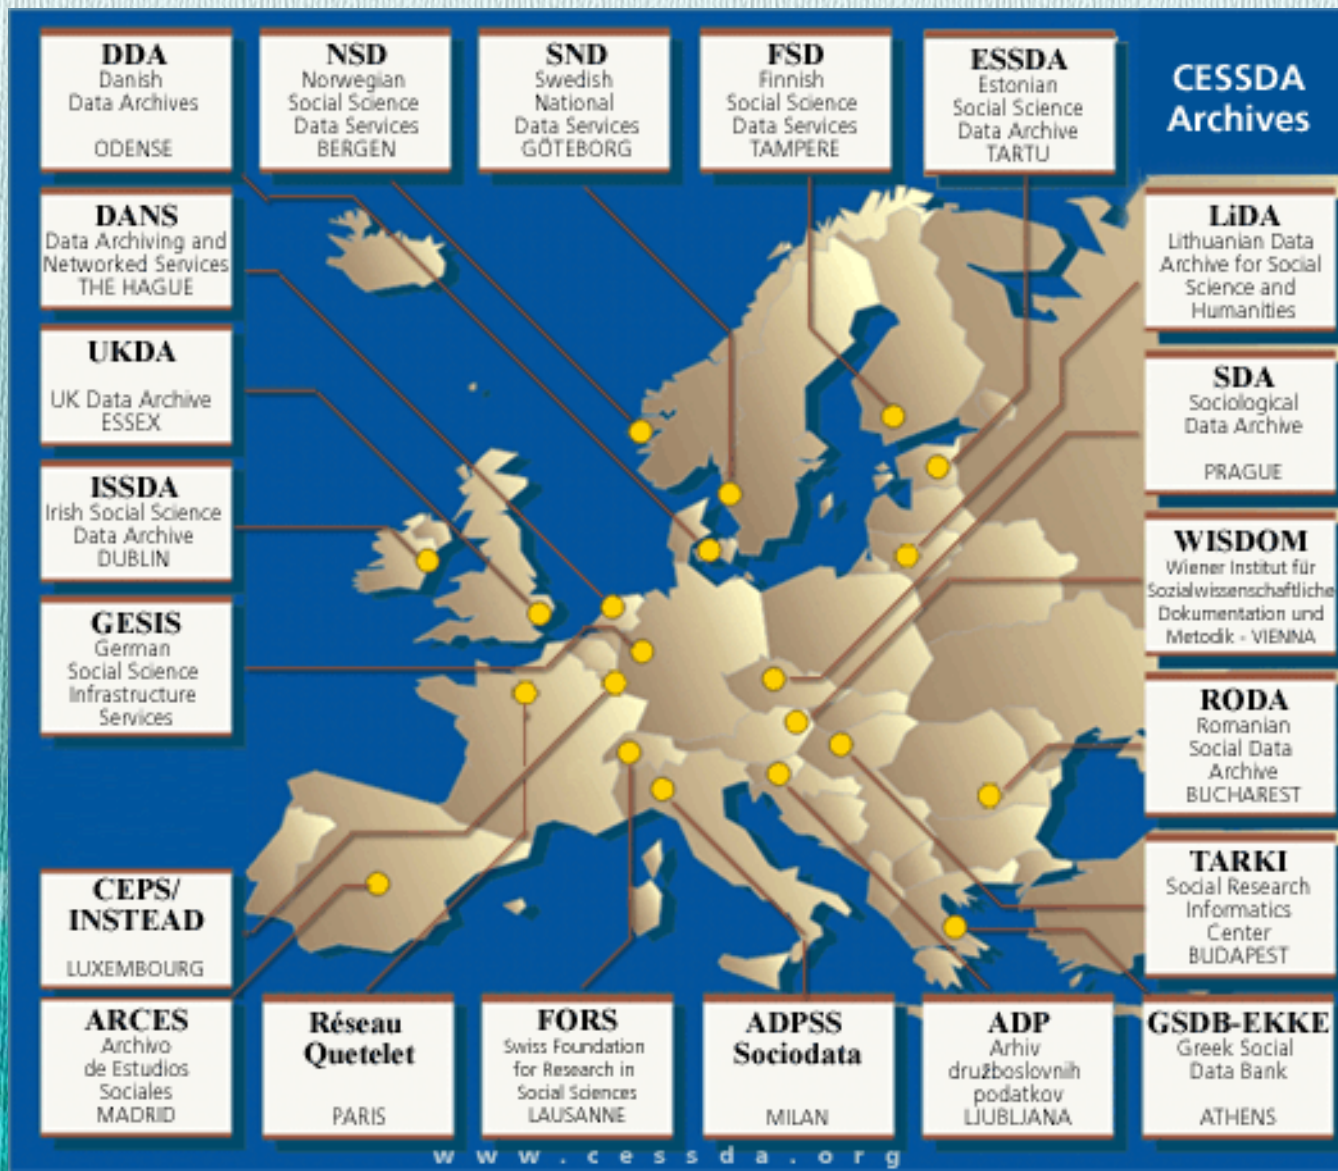 DDA
Danish
Data Archives
ODENSE
NSD
Norwegian
Social Science
Data Services
BERGEN
SND
Swedish
National
Data Services
GÖTEBORG
FSD
Finnish
Social Science
Data Services
TAMPERE
ESSDA
Estonian
Social Science
Data Archive
TARTU
CESSDA
Archives
DANS
Data Archiving and
Networked Services
THE HAGUE
UKDA
UK Data Archive
ESSEX
ISSDA
Irish Social Science
Data Archive
DUBLIN
GESIS
German
Social Science
Infrastructure
Services
CEPS/
INSTEAD
LUXEMBOURG
LiDA
Lithuanian Data
Archive for Social
Science and
Humanities
SDA
Sociological
Data Archive
PRAGUE
WISDOM
Wiener Institut für
Sozialwissenschaftliche
Dokumentation und
Metodik - VIENNA
RODA
Romanian
Social Data
Archive
BUCHAREST
TARKI
Social Research
Informatics
Center
BUDAPEST
ARCES
Archivo
de Estudios
Sociales
MADRID
Réseau
Quetelet
PARIS
FORS
Swiss Foundation
for Research in
Social Sciences
LAUSANNE
ADPSS
Sociodata
MILAN
ADP
Arhiv
družboslovnih
podatkov
LJUBLJANA
GSDB-EKKE
Greek Social
Data Bank
ATHENS
www.cessda.org